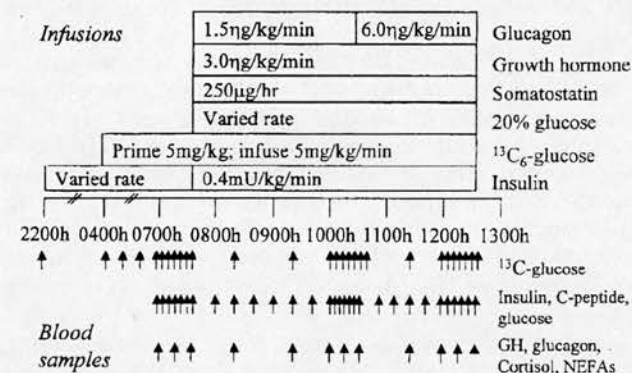 Infusions 1.5ηg/kg/min 6.0ηg/kg/min Glucagon
3.0ηg/kg/min Growth hormone
250μg/hr Somatostatin
Varied rate 20% glucose
Prime 5mg/kg; infuse 5mg/kg/min ¹³C₆-glucose
Varied rate 0.4mU/kg/min Insulin
2200h 0400h 0700h 0800h 0900h 1000h 1100h 1200h 1300h
¹³C-glucose
Insulin, C-peptide,
glucose
Blood
samples
GH, glucagon,
Cortisol, NEFAs